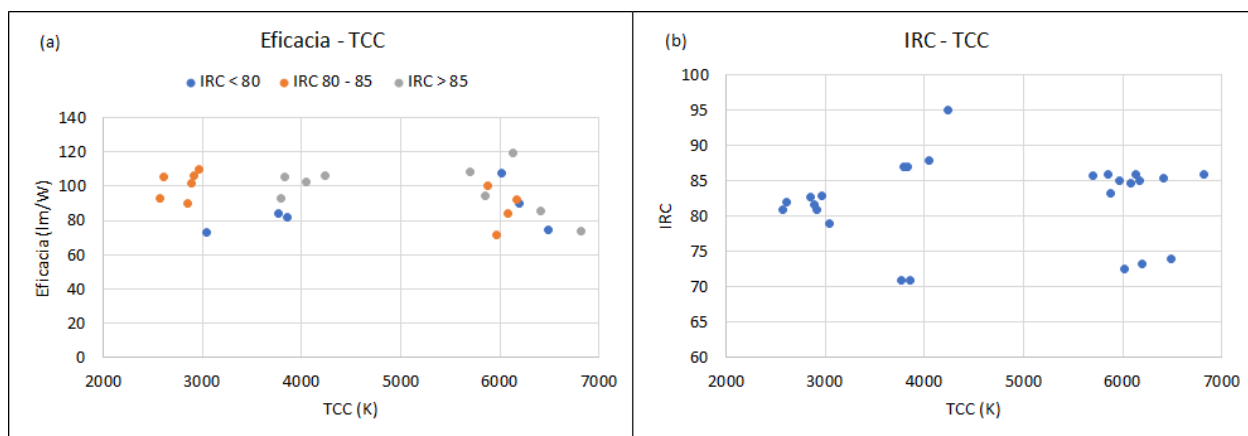 (a)
Eficacia - TCC
IRC < 80 IRC 80 - 85 IRC > 85
Eficacia (lm/W)
140
120
100
80
60
40
20
0
2000 3000 4000 5000 6000 7000
TCC (K)
(b)
IRC - TCC
IRC
100
95
90
85
80
75
70
65
60
2000 3000 4000 5000 6000 7000
TCC (K)